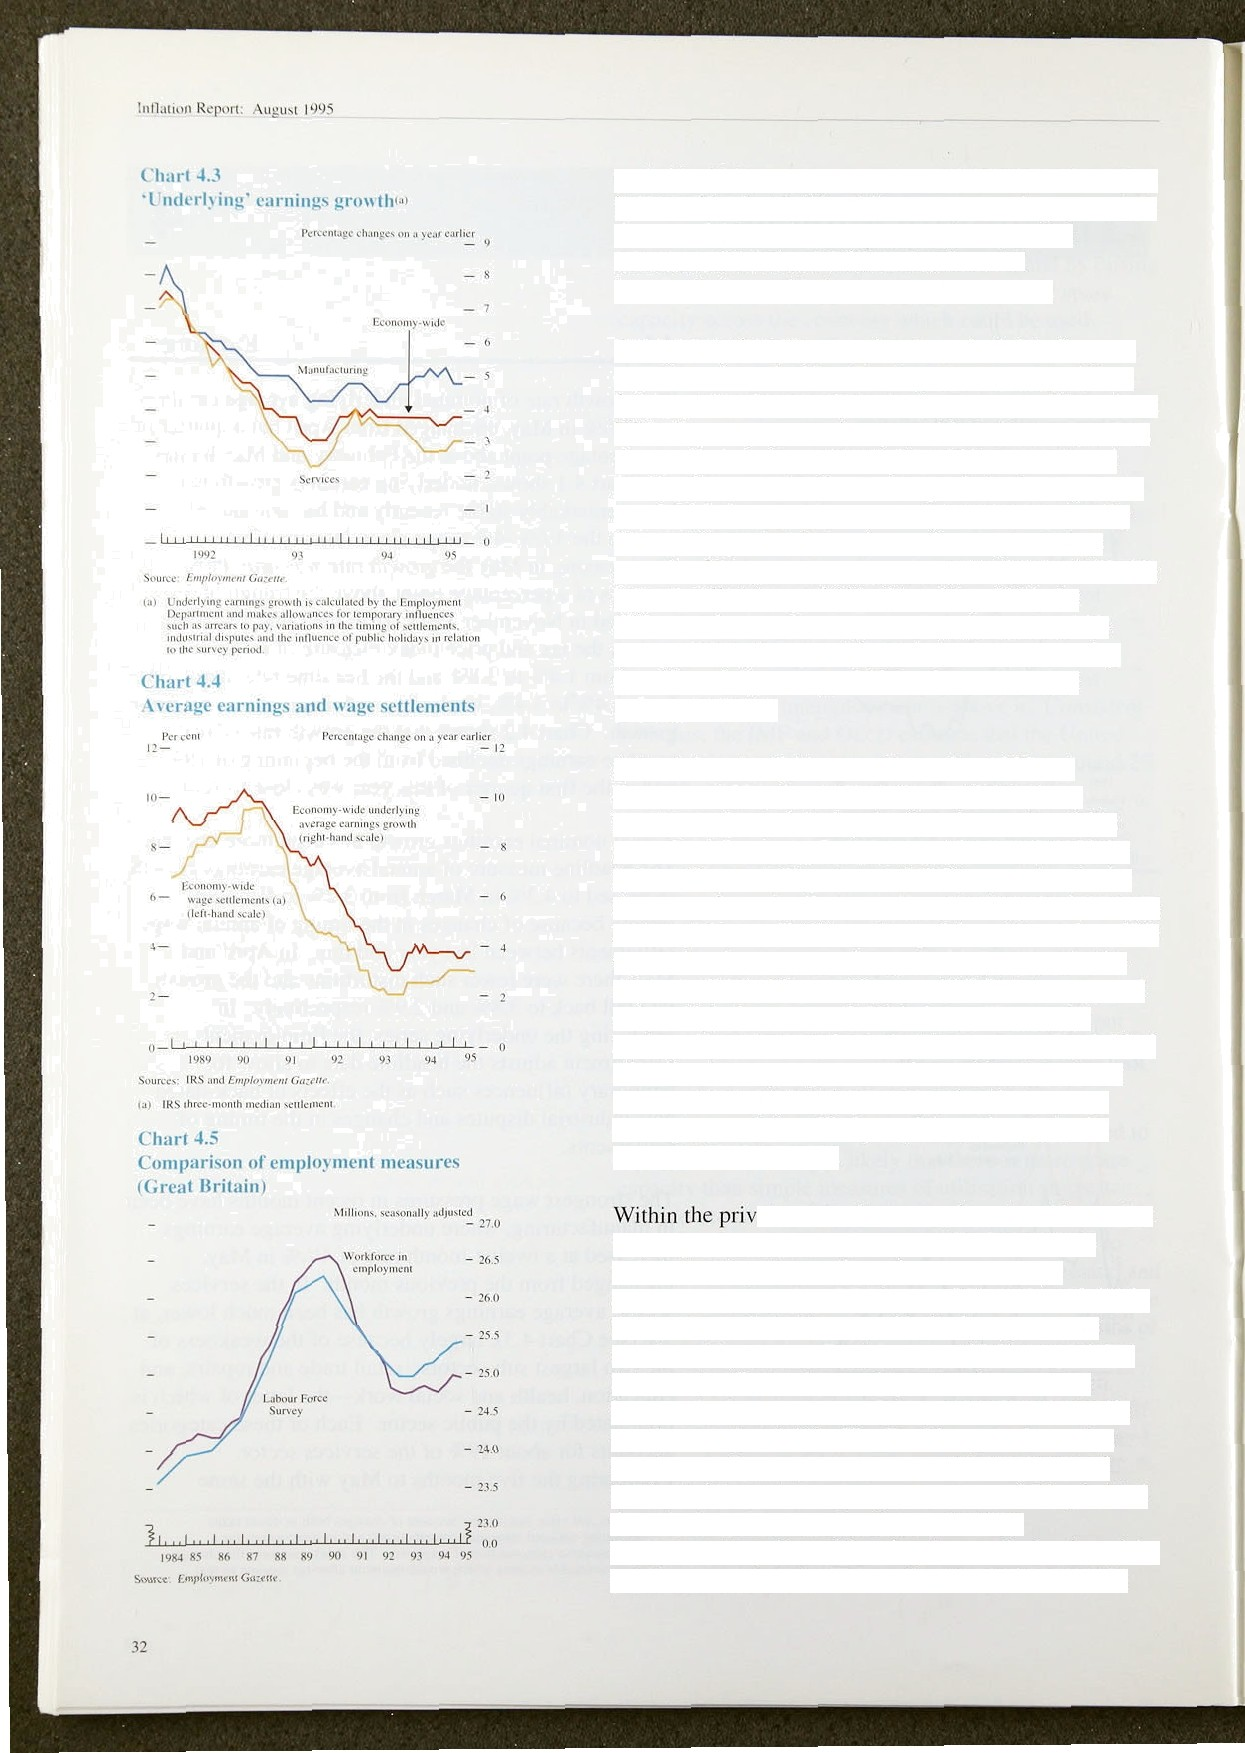 Inflation Report: August 1995
Chart 4.3
‘Underlying’ earnings growth(a)
Percentage changes on a year earlier
9
8
7
Economy-wide
6
Manufacturing
5
4
3
2
Services
1
0
1992 93 94 95
Source: Employment Gazette.
(a) Underlying earnings growth is calculated by the Employment
Department and makes allowances for temporary influences
such as arrears to pay, variations in the timing of settlements,
industrial disputes and the influence of public holidays in relation
to the survey period.
Chart 4.4
Average earnings and wage settlements
Per cent Percentage change on a year earlier
12 12
10 10
Economy-wide underlying
average earnings growth
(right-hand scale)
8 8
Economy-wide
wage settlements (a)
(left-hand scale)
6 6
4 4
2 2
0 0
1989 90 91 92 93 94 95
Sources: IRS and Employment Gazette.
(a) IRS three-month median settlement.
Chart 4.5
Comparison of employment measures
(Great Britain)
Millions, seasonally adjusted
27.0
Workforce in
employment
26.5
26.0
25.5
25.0
Labour Force
Survey
24.5
24.0
23.5
23.0
0.0
1984 85 86 87 88 89 90 91 92 93 94 95
Source: Employment Gazette.
32
Within the priv